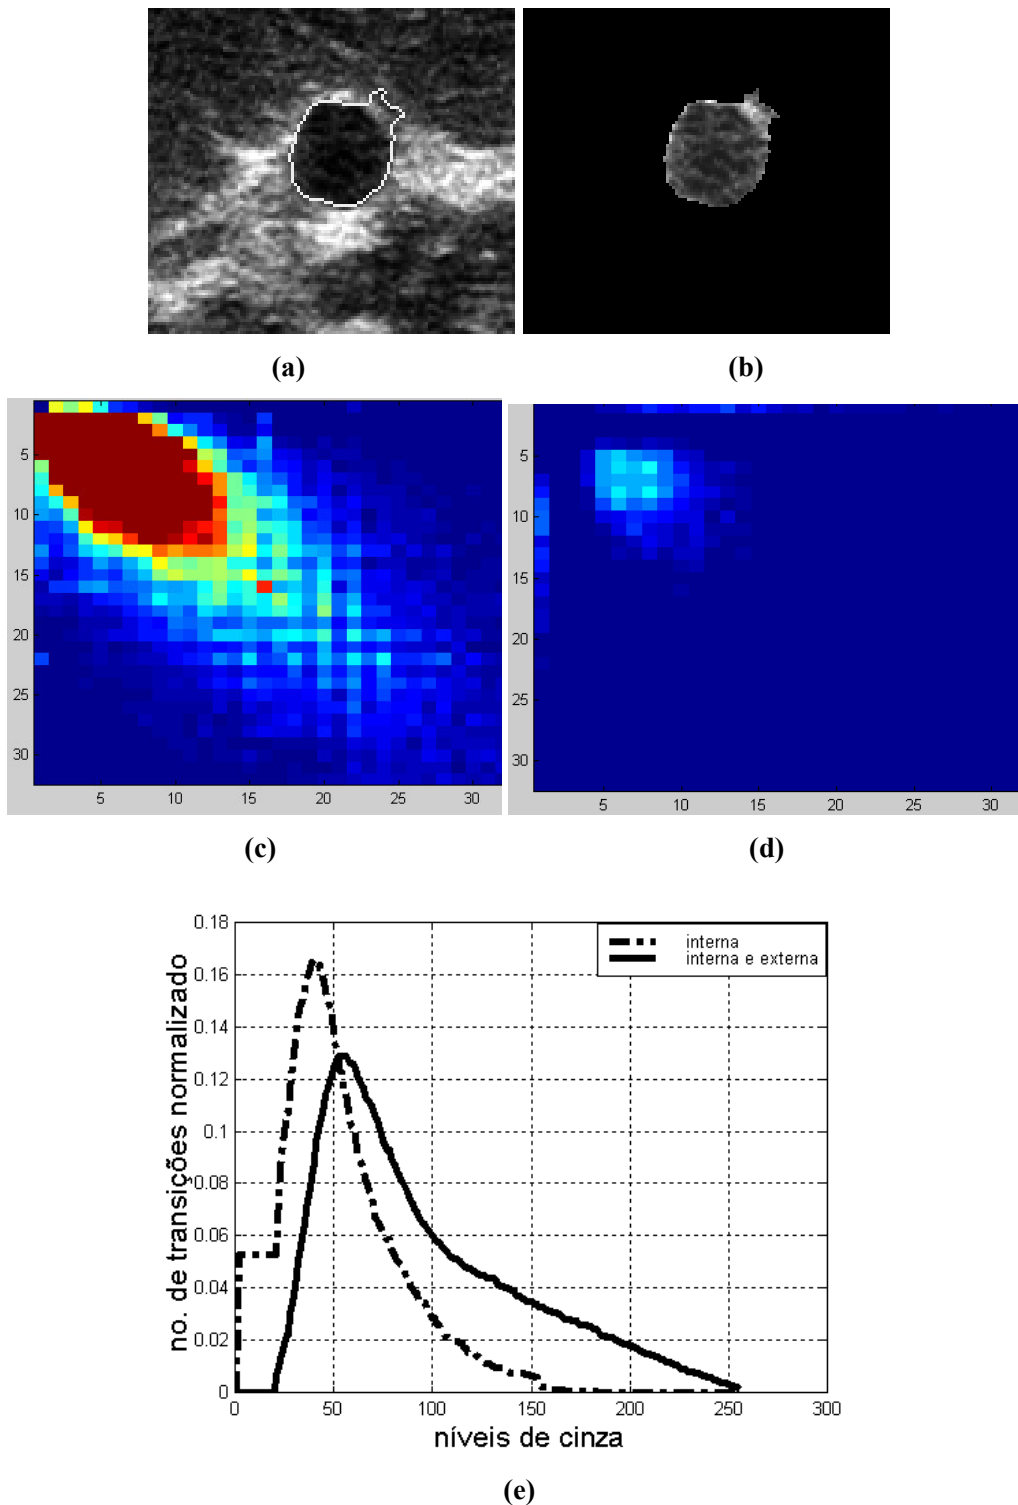 (a)
(b)
5
10
15
20
25
30
5 10 15 20 25 30
(c)
5
10
15
20
25
30
5 10 15 20 25 30
(d)
no. de transições normalizado
0.18
0.16
0.14
0.12
0.1
0.08
0.06
0.04
0.02
0
interna
interna e externa
0 50 100 150 200 250 300
níveis de cinza
(e)